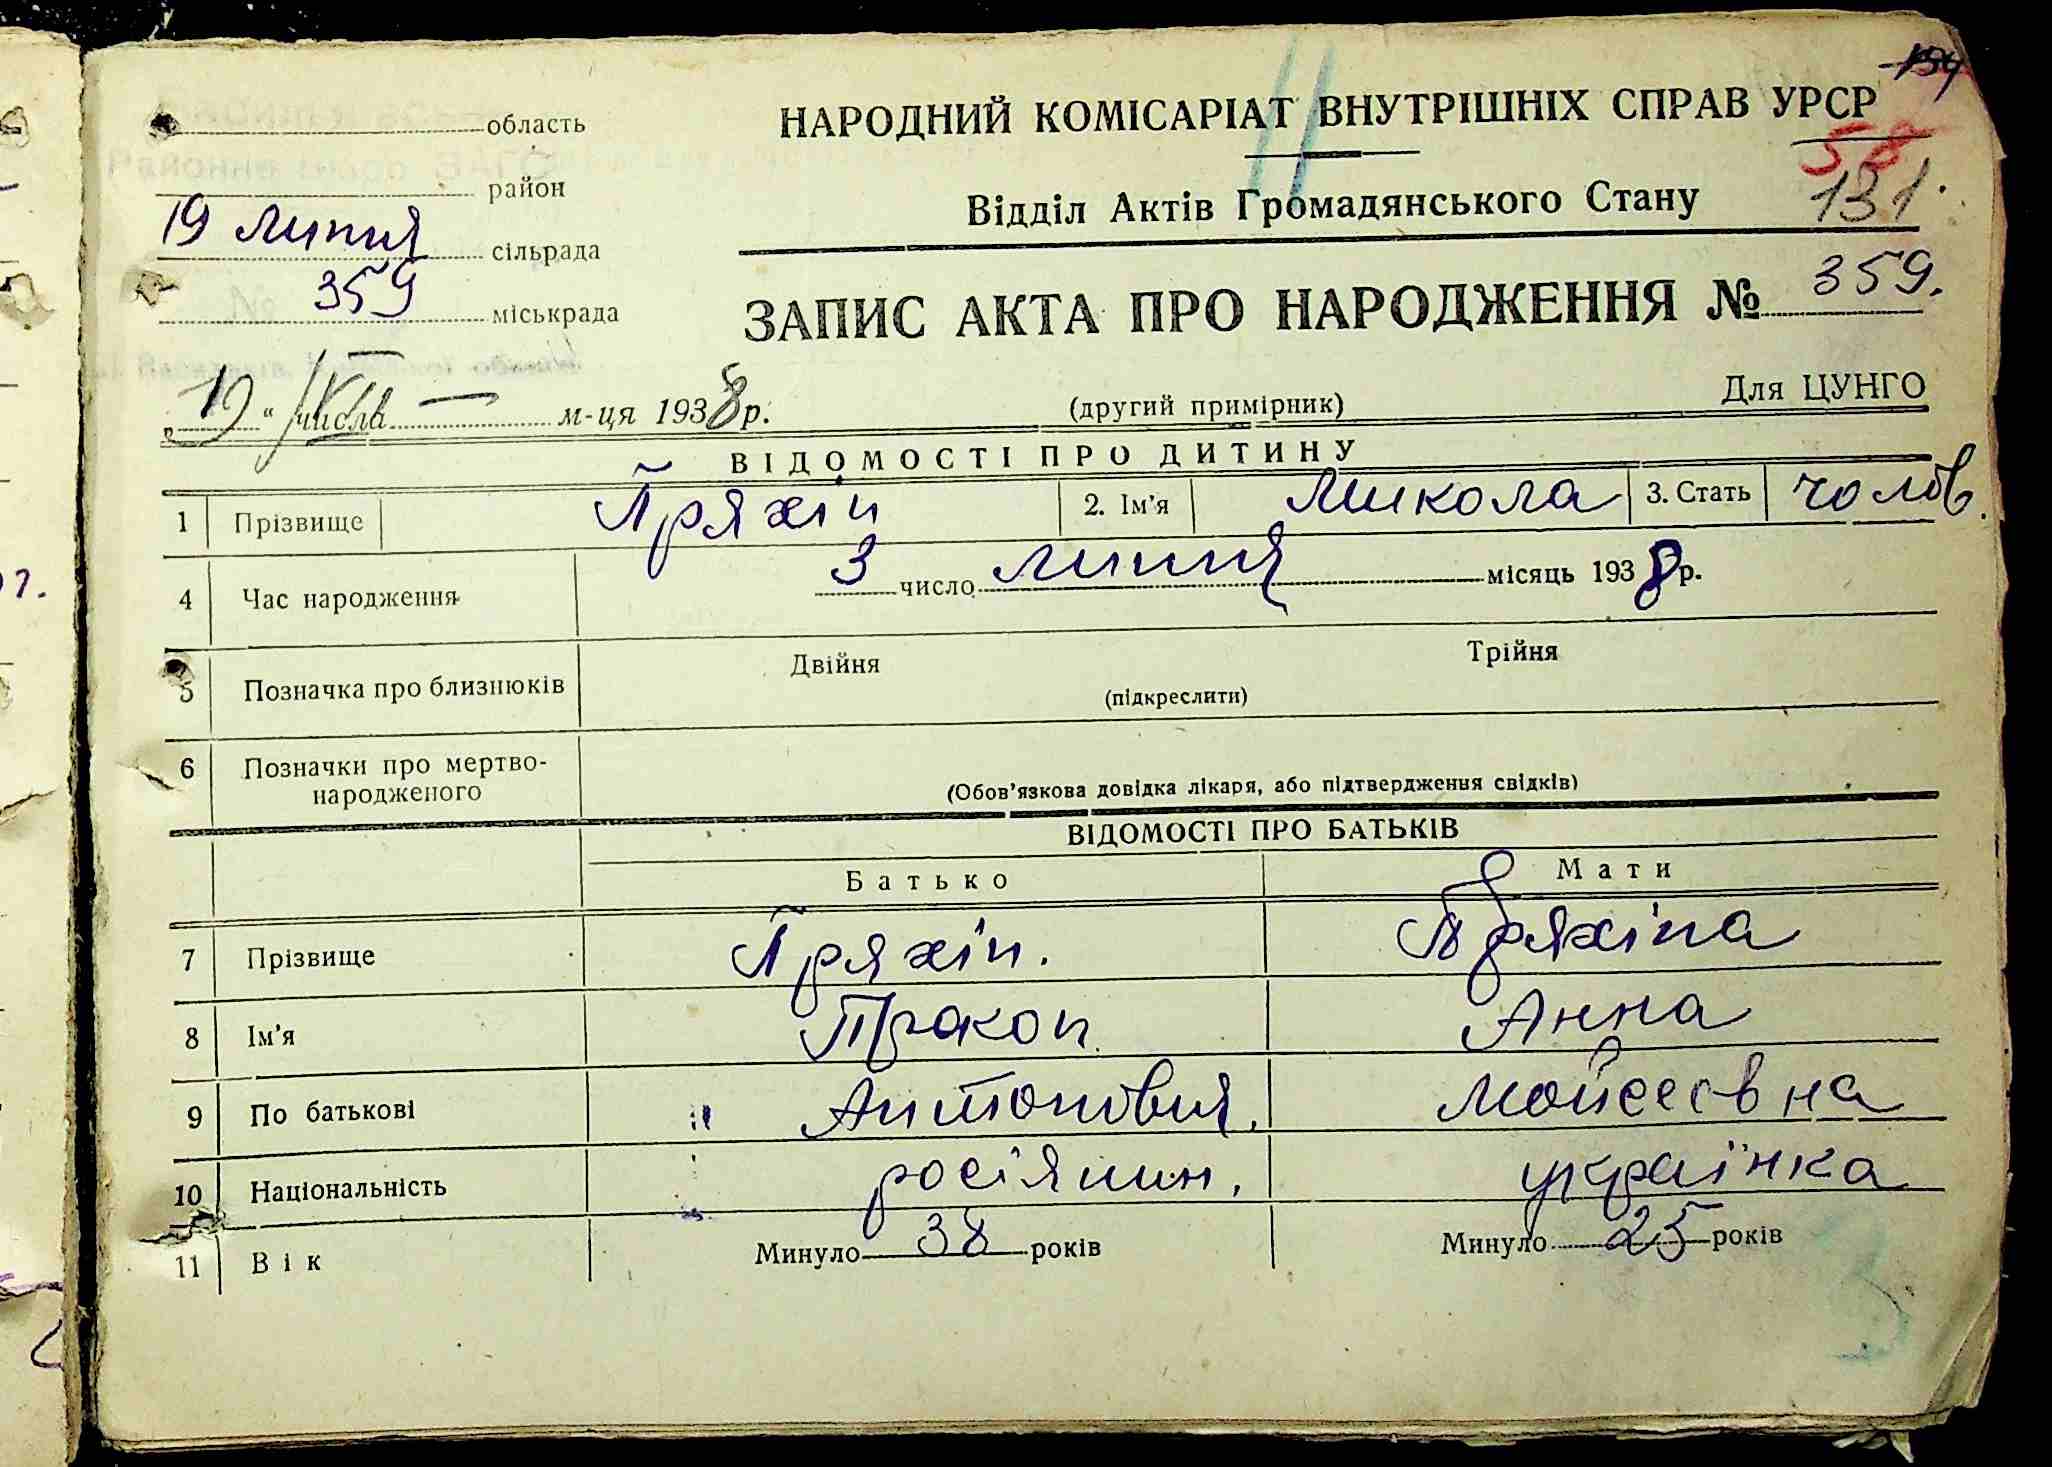 154
НАРОДНИЙ КОМІСАРІАТ ВНУТРІШНІХ СПРАВ УРСР
область
58
район
Відділ Актів Громадянського Стану 131
19 липня сільрада
359 міськрада
ЗАПИС АКТА ПРО НАРОДЖЕННЯ № 359.
„19“ числа VII — м-ця 1938 р.
(другий примірник) Для ЦУНГО
ВІДОМОСТІ ПРО ДИТИНУ
1 Прізвище Пряхін 2. Ім’я Микола 3. Стать чолов.
4 Час народження 3 число липня місяць 1938 р.
5 Позначка про близнюків Двійня Трійня
(підкреслити)
6 Позначки про мертво-
народженого (Обов’язкова довідка лікаря, або підтвердження свідків)
ВІДОМОСТІ ПРО БАТЬКІВ
Батько Мати
7 Прізвище Пряхін. Пряхіна
8 Ім’я Прокоп Анна
9 По батькові Антонович. Мойсеєвна
10 Національність росіянин. українка
11 Вік Минуло 38 років Минуло 25 років
3